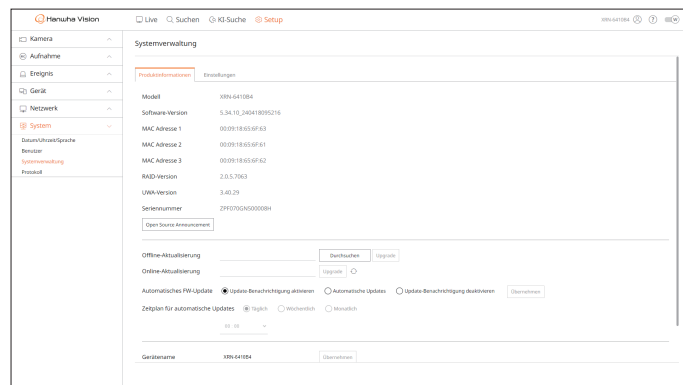 Hanwha Vision
Live Suchen KI-Suche Setup
XRN-6410B4
Kamera
Aufnahme
Ereignis
Gerät
Netzwerk
System
Datum/Uhrzeit/Sprache
Benutzer
Systemverwaltung
Protokoll
Systemverwaltung
Produktinformationen Einstellungen
Modell XRN-6410B4
Software-Version 5.34.10_240418095216
MAC Adresse 1 00:09:18:65:6F:63
MAC Adresse 2 00:09:18:65:6F:61
MAC Adresse 3 00:09:18:65:6F:62
RAID-Version 2.0.5.7063
UWA-Version 3.40.29
Seriennummer ZPF070GN500008H
Open Source Announcement
Offline-Aktualisierung Durchsuchen Upgrade
Online-Aktualisierung Upgrade
Automatisches FW-Update Update-Benachrichtigung aktivieren Automatische Updates Update-Benachrichtigung deaktivieren Übernehmen
Zeitplan für automatische Updates Täglich Wöchentlich Monatlich
Gerätename XRN-6410B4 Übernehmen